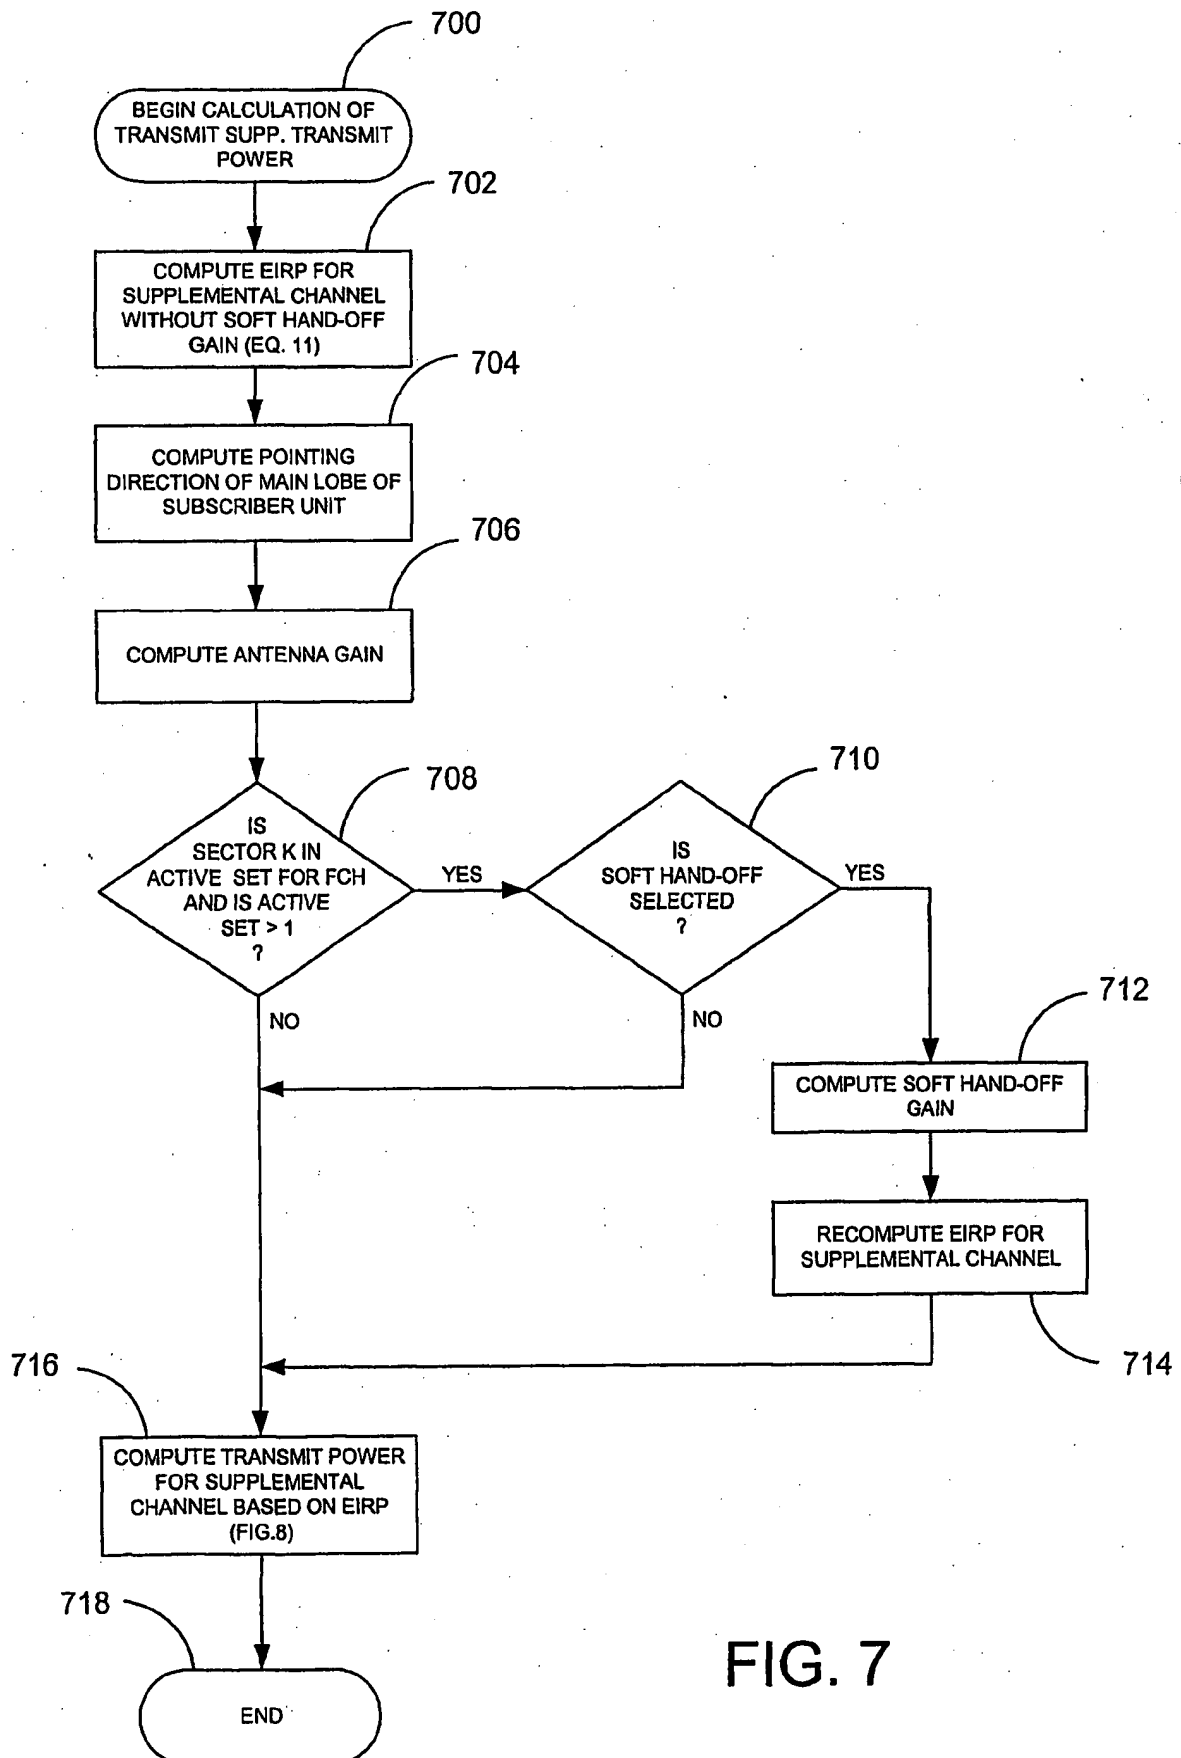 700
BEGIN CALCULATION OF
TRANSMIT SUPP. TRANSMIT
POWER
702
COMPUTE EIRP FOR
SUPPLEMENTAL CHANNEL
WITHOUT SOFT HAND-OFF
GAIN (EQ. 11)
704
COMPUTE POINTING
DIRECTION OF MAIN LOBE OF
SUBSCRIBER UNIT
706
COMPUTE ANTENNA GAIN
708
IS
SECTOR K IN
ACTIVE SET FOR FCH
AND IS ACTIVE
SET > 1
?
YES
NO
710
IS
SOFT HAND-OFF
SELECTED
?
YES
NO
712
COMPUTE SOFT HAND-OFF
GAIN
RECOMPUTE EIRP FOR
SUPPLEMENTAL CHANNEL
714
716
COMPUTE TRANSMIT POWER
FOR SUPPLEMENTAL
CHANNEL BASED ON EIRP
(FIG.8)
718
END
FIG. 7